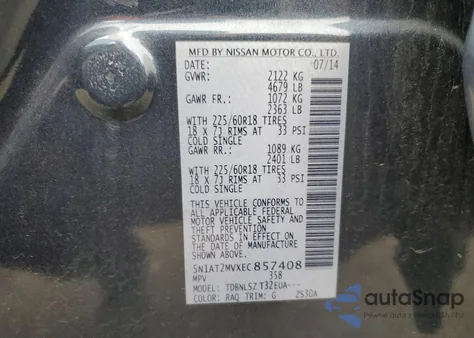 MFD BY NISSAN MOTOR CO., LTD.
DATE: 07/14
GVWR: 2122 KG
4679 LB
GAWR FR.: 1072 KG
2363 LB
WITH 225/60R18 TIRES
18 X 7J RIMS AT 33 PSI
COLD SINGLE
GAWR RR.: 1089 KG
2401 LB
WITH 225/60R18 TIRES
18 X 7J RIMS AT 33 PSI
COLD SINGLE
THIS VEHICLE CONFORMS TO
ALL APPLICABLE FEDERAL
MOTOR VEHICLE SAFETY AND
THEFT PREVENTION
STANDARDS IN EFFECT ON
THE DATE OF MANUFACTURE
SHOWN ABOVE
5N1AT2MVXEC857408
MPV 358
MODEL: TDBNLSZ T32EUA---
COLOR: RAQ TRIM: G 2S30A
autoSnap